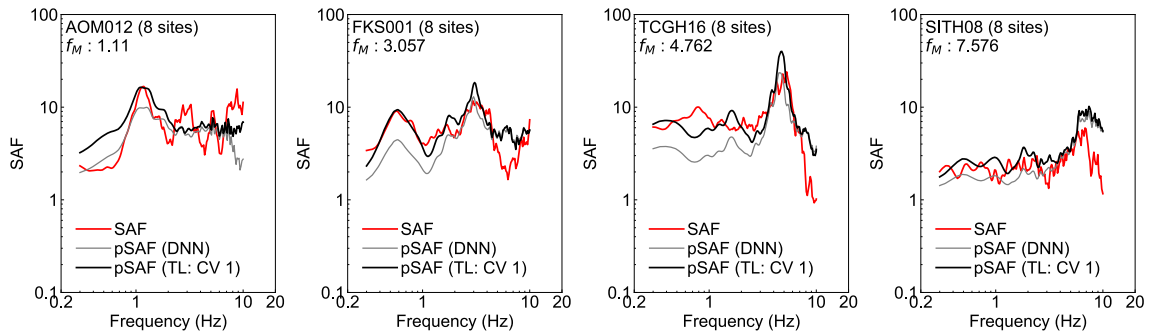 AOM012 (8 sites)
f_M : 1.11
100
10
1
0.1
SAF
SAF
pSAF (DNN)
pSAF (TL: CV 1)
0.2 1 10 20
Frequency (Hz)
FKS001 (8 sites)
f_M : 3.057
100
10
1
0.1
SAF
SAF
pSAF (DNN)
pSAF (TL: CV 1)
0.2 1 10 20
Frequency (Hz)
TCGH16 (8 sites)
f_M : 4.762
100
10
1
0.1
SAF
SAF
pSAF (DNN)
pSAF (TL: CV 1)
0.2 1 10 20
Frequency (Hz)
SITH08 (8 sites)
f_M : 7.576
100
10
1
0.1
SAF
SAF
pSAF (DNN)
pSAF (TL: CV 1)
0.2 1 10 20
Frequency (Hz)